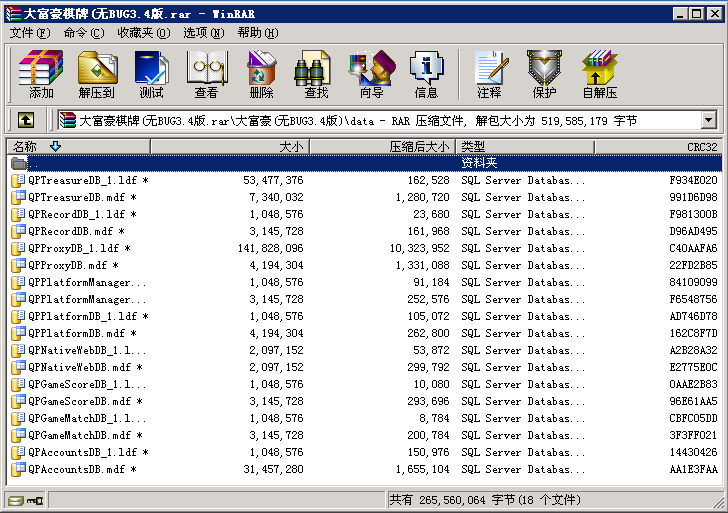 大富豪棋牌(无BUG3.4版.rar - WinRAR
文件(F) 命令(C) 收藏夹(O) 选项(N) 帮助(H)
添加 解压到 测试 查看 删除 查找 向导 信息 注释 保护 自解压
大富豪棋牌(无BUG3.4版.rar\大富豪(无BUG3.4版)\data - RAR 压缩文件, 解包大小为 519,585,179 字节
名称 大小 压缩后大小 类型 CRC32
.. 资料夹
QPTreasureDB_1.ldf * 53,477,376 162,528 SQL Server Databas... F934E020
QPTreasureDB.mdf * 7,340,032 1,280,720 SQL Server Databas... 991D6D98
QPRecordDB_1.ldf * 1,048,576 23,680 SQL Server Databas... F981300B
QPRecordDB.mdf * 3,145,728 161,968 SQL Server Databas... D96AD495
QPProxyDB_1.ldf * 141,828,096 10,323,952 SQL Server Databas... C40AAFA6
QPProxyDB.mdf * 4,194,304 1,331,088 SQL Server Databas... 22FD2B85
QPPlatformManager... 1,048,576 91,184 SQL Server Databas... 84109099
QPPlatformManager... 3,145,728 252,576 SQL Server Databas... F6548756
QPPlatformDB_1.ldf * 1,048,576 105,072 SQL Server Databas... AD746D78
QPPlatformDB.mdf * 4,194,304 262,800 SQL Server Databas... 162C8F7D
QPNativeWebDB_1.l... 2,097,152 53,872 SQL Server Databas... A2B28A32
QPNativeWebDB.mdf * 2,097,152 299,792 SQL Server Databas... E2775E0C
QPGameScoreDB_1.l... 1,048,576 10,080 SQL Server Databas... 0AAE2B83
QPGameScoreDB.mdf * 3,145,728 293,696 SQL Server Databas... 96E61AA5
QPGameMatchDB_1.l... 1,048,576 8,784 SQL Server Databas... CBFC05DD
QPGameMatchDB.mdf * 3,145,728 200,784 SQL Server Databas... 3F3FF021
QPAccountsDB_1.ldf * 1,048,576 150,976 SQL Server Databas... 14430426
QPAccountsDB.mdf * 31,457,280 1,655,104 SQL Server Databas... AA1E3FAA
共有 265,560,064 字节(18 个文件)